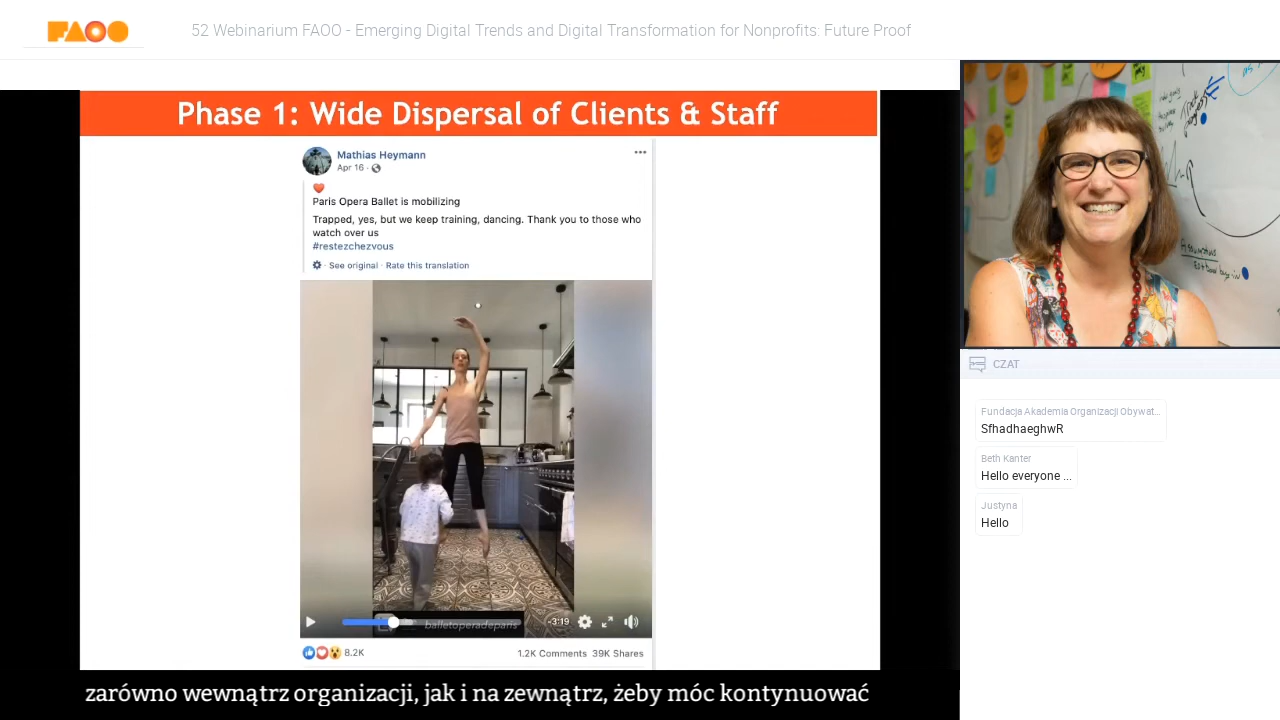 FAOO
52 Webinarium FAOO - Emerging Digital Trends and Digital Transformation for Nonprofits: Future Proof
Phase 1: Wide Dispersal of Clients & Staff
Mathias Heymann
Apr 16
Paris Opera Ballet is mobilizing
Trapped, yes, but we keep training, dancing. Thank you to those who
watch over us
#restezchezvous
See original · Rate this translation
balletoperadeparis
-3:19
8.2K
1.2K Comments 39K Shares
zarówno wewnątrz organizacji, jak i na zewnątrz, żeby móc kontynuować
CZAT
Fundacja Akademia Organizacji Obywat...
SfhadhaeghwR
Beth Kanter
Hello everyone ...
Justyna
Hello